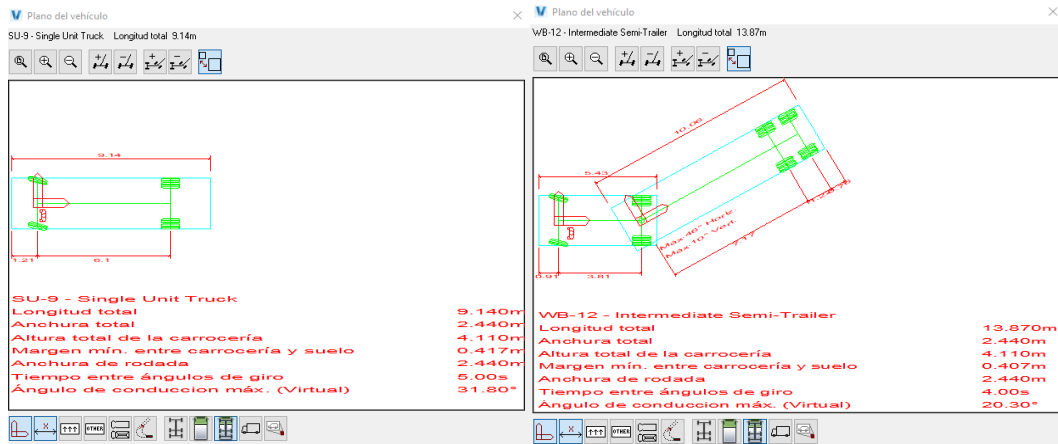 Plano del vehículo
SU-9 - Single Unit Truck Longitud total 9.14m
9.14
1.21
6.1
SU-9 - Single Unit Truck
Longitud total 9.140m
Anchura total 2.440m
Altura total de la carrocería 4.110m
Margen mín. entre carrocería y suelo 0.417m
Anchura de rodada 2.440m
Tiempo entre ángulos de giro 5.00s
Ángulo de conduccion máx. (Virtual) 31.80°
OTHER
Plano del vehículo
WB-12 - Intermediate Semi-Trailer Longitud total 13.87m
10.06
5.43
0.91
3.81
Max 10° Vert
7.17
WB-12 - Intermediate Semi-Trailer
Longitud total 13.870m
Anchura total 2.440m
Altura total de la carrocería 4.110m
Margen mín. entre carrocería y suelo 0.407m
Anchura de rodada 2.440m
Tiempo entre ángulos de giro 4.00s
Ángulo de conduccion máx. (Virtual) 20.30°
OTHER